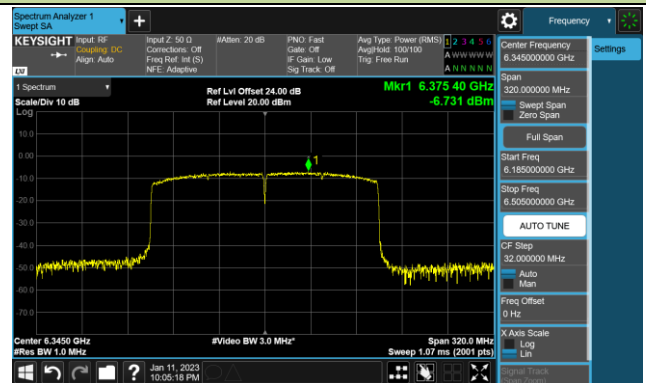 Spectrum Analyzer 1
Swept SA
Frequency
KEYSIGHT
Input: RF
Coupling: DC
Align: Auto
Input Z: 50 Ω
Corrections: Off
Freq Ref: Int (S)
NFE: Adaptive
#Atten: 20 dB
PNO: Fast
Gate: Off
IF Gain: Low
Sig Track: Off
Avg Type: Power (RMS)
Avg|Hold: 100/100
Trig: Free Run
1 2 3 4 5 6
A W W W W W
A N N N N N
LXI
1 Spectrum
Scale/Div 10 dB
Log
Ref Lvl Offset 24.00 dB
Ref Level 20.00 dBm
Mkr1 6.375 40 GHz
-6.731 dBm
10.0
0.00
-10.0
-20.0
-30.0
-40.0
-50.0
-60.0
-70.0
1
Center 6.3450 GHz
#Res BW 1.0 MHz
#Video BW 3.0 MHz*
Span 320.0 MHz
Sweep 1.07 ms (2001 pts)
Jan 11, 2023
10:05:18 PM
Center Frequency
6.345000000 GHz
Settings
Span
320.000000 MHz
Swept Span
Zero Span
Full Span
Start Freq
6.185000000 GHz
Stop Freq
6.505000000 GHz
AUTO TUNE
CF Step
32.000000 MHz
Auto
Man
Freq Offset
0 Hz
X Axis Scale
Log
Lin
Signal Track
(Span Zoom)